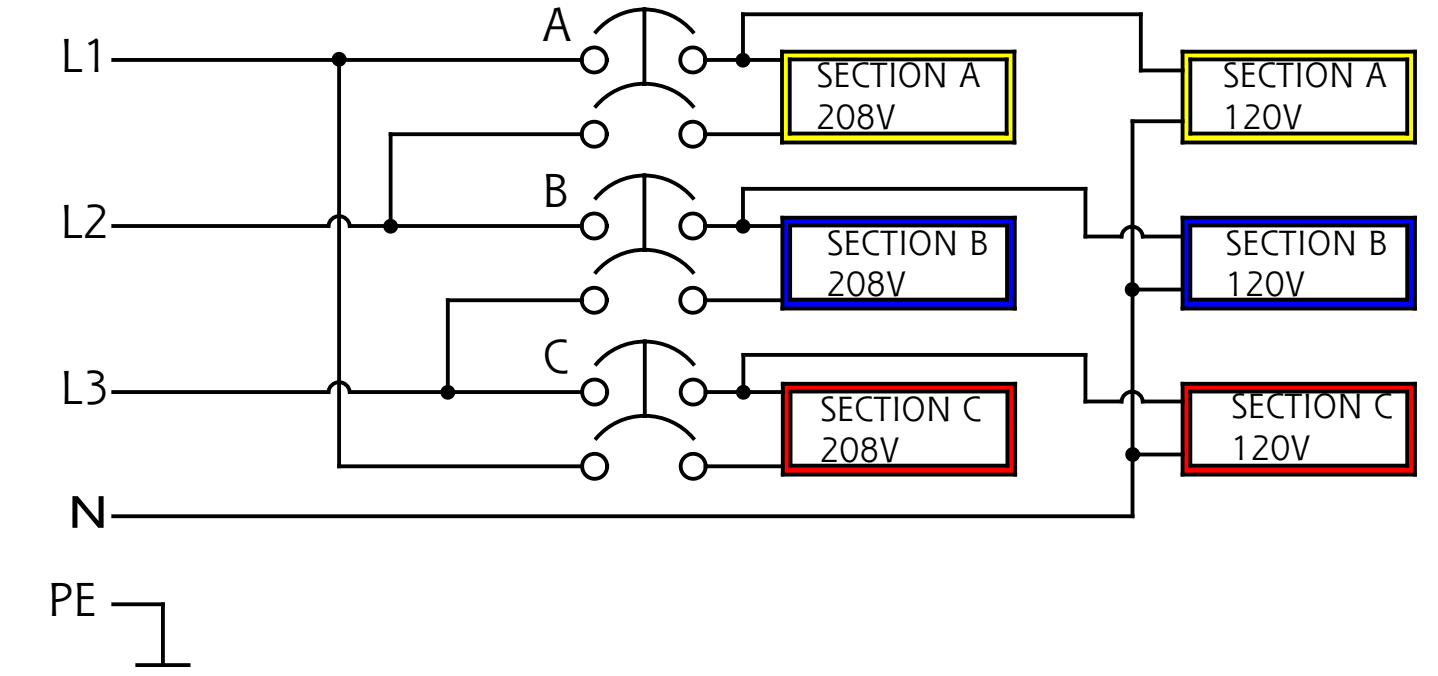 A
L1
SECTION A
208V
SECTION A
120V
B
L2
SECTION B
208V
SECTION B
120V
C
L3
SECTION C
208V
SECTION C
120V
N
PE